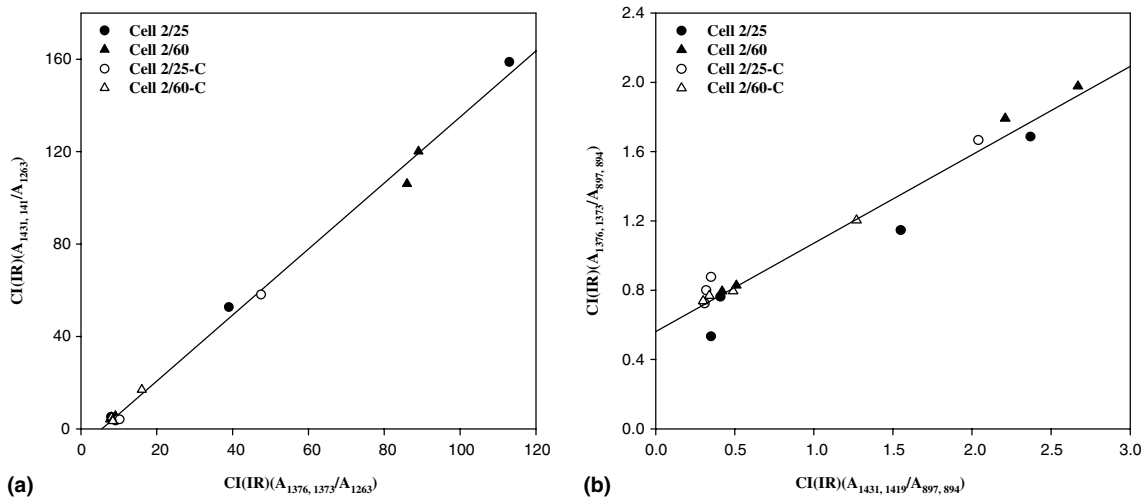 Cell 2/25
Cell 2/60
Cell 2/25-C
Cell 2/60-C
160
120
80
40
0
CI(IR)(A1431, 141/A1263)
0 20 40 60 80 100 120
(a) CI(IR)(A1376, 1373/A1263)
Cell 2/25
Cell 2/60
Cell 2/25-C
Cell 2/60-C
2.4
2.0
1.6
1.2
0.8
0.4
0.0
CI(IR)(A1376, 1373/A897, 894)
0.0 0.5 1.0 1.5 2.0 2.5 3.0
(b) CI(IR)(A1431, 1419/A897, 894)